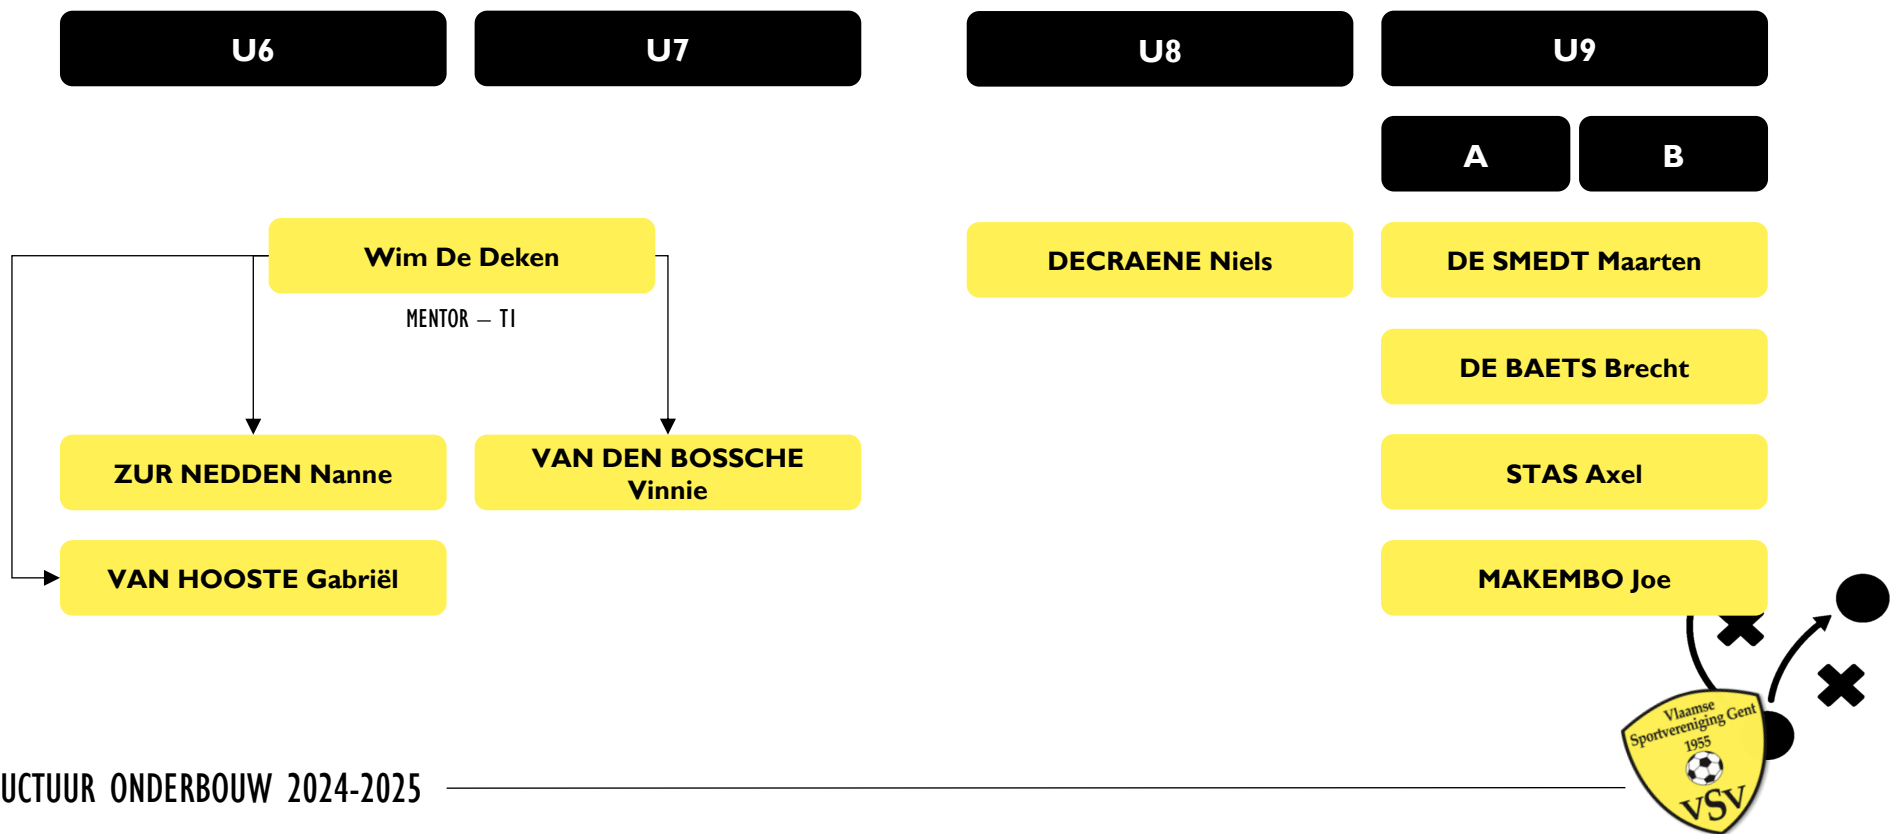 U6
U7
U8
U9
A
B
Wim De Deken
MENTOR – T1
DECRAENE Niels
DE SMEDT Maarten
DE BAETS Brecht
ZUR NEDDEN Nanne
VAN DEN BOSSCHE
Vinnie
STAS Axel
VAN HOOSTE Gabriël
MAKEMBO Joe
Vlaamse
Sportvereniging Gent
1955
VSV
UCTUUR ONDERBOUW 2024-2025